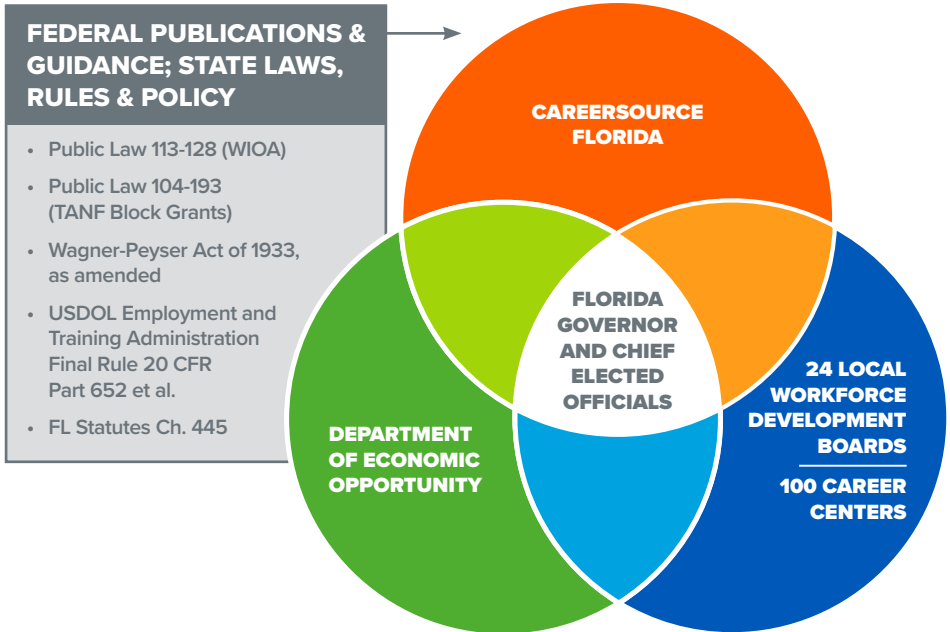 FEDERAL PUBLICATIONS &
GUIDANCE; STATE LAWS,
RULES & POLICY
• Public Law 113-128 (WIOA)
• Public Law 104-193
(TANF Block Grants)
• Wagner-Peyser Act of 1933,
as amended
• USDOL Employment and
Training Administration
Final Rule 20 CFR
Part 652 et al.
• FL Statutes Ch. 445
CAREERSOURCE
FLORIDA
FLORIDA
GOVERNOR
AND CHIEF
ELECTED
OFFICIALS
DEPARTMENT
OF ECONOMIC
OPPORTUNITY
24 LOCAL
WORKFORCE
DEVELOPMENT
BOARDS
100 CAREER
CENTERS